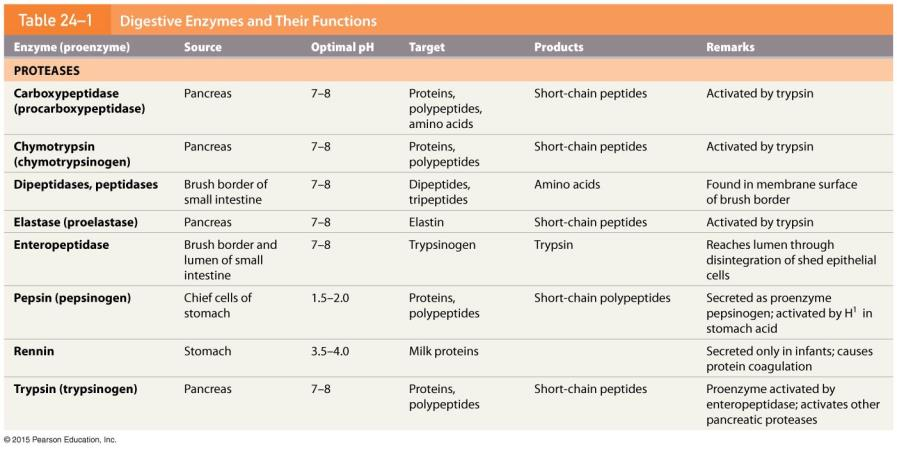 Table 24–1 Digestive Enzymes and Their Functions
Enzyme (proenzyme) Source Optimal pH Target Products Remarks
PROTEASES
Carboxypeptidase Pancreas 7–8 Proteins, Short-chain peptides Activated by trypsin
(procarboxypeptidase) polypeptides,
amino acids
Chymotrypsin Pancreas 7–8 Proteins, Short-chain peptides Activated by trypsin
(chymotrypsinogen) polypeptides
Dipeptidases, peptidases Brush border of 7–8 Dipeptides, Amino acids Found in membrane surface
small intestine tripeptides of brush border
Elastase (proelastase) Pancreas 7–8 Elastin Short-chain peptides Activated by trypsin
Enteropeptidase Brush border and 7–8 Trypsinogen Trypsin Reaches lumen through
lumen of small disintegration of shed epithelial
intestine cells
Pepsin (pepsinogen) Chief cells of 1.5–2.0 Proteins, Short-chain polypeptides Secreted as proenzyme
stomach polypeptides pepsinogen; activated by H¹ in
stomach acid
Rennin Stomach 3.5–4.0 Milk proteins Secreted only in infants; causes
protein coagulation
Trypsin (trypsinogen) Pancreas 7–8 Proteins, Short-chain peptides Proenzyme activated by
polypeptides enteropeptidase; activates other
pancreatic proteases
© 2015 Pearson Education, Inc.